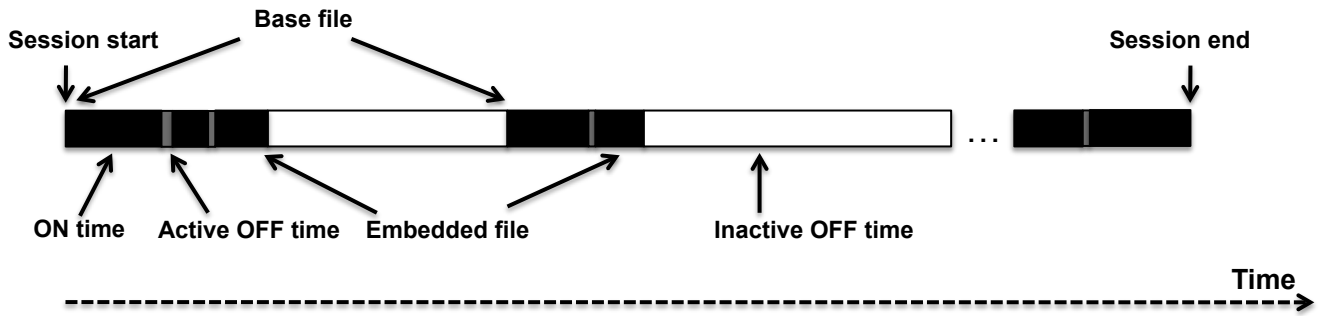 Base file
Session start
Session end
...
ON time
Active OFF time
Embedded file
Inactive OFF time
Time